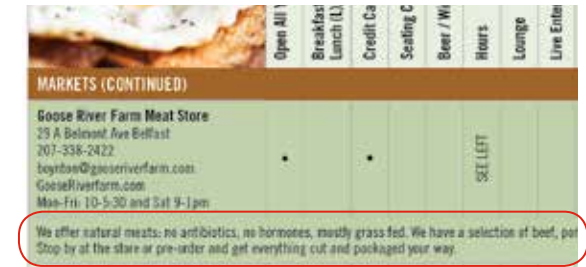 Open All Y
Breakfast
Lunch (L)
Credit Ca
Seating C
Beer / Wi
Hours
Lounge
Live Enter
MARKETS (CONTINUED)
Goose River Farm Meat Store
29 A Belmont Ave Belfast
207-338-2422
boynton@gooseriverfarm.com
GooseRiverfarm.com
Mon-Fri: 10-5:30 and Sat 9-1pm
• •
SEE LEFT
We offer natural meats: no antibiotics, no hormones, mostly grass fed. We have a selection of beef, por
Stop by at the store or pre-order and get everything cut and packaged your way.